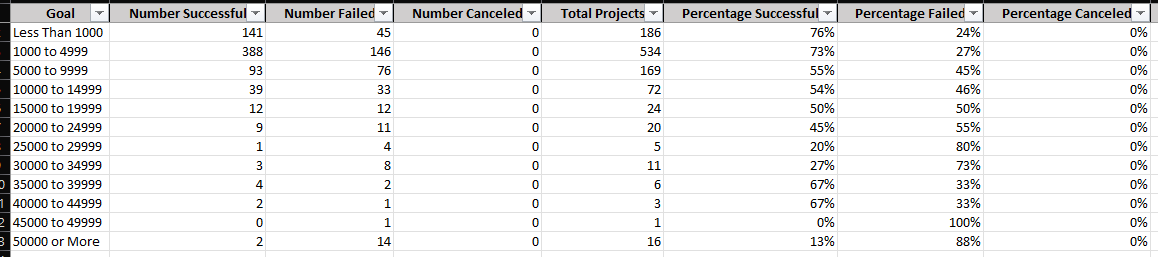 Goal Number Successful Number Failed Number Canceled Total Projects Percentage Successful Percentage Failed Percentage Canceled
Less Than 1000 141 45 0 186 76% 24% 0%
1000 to 4999 388 146 0 534 73% 27% 0%
5000 to 9999 93 76 0 169 55% 45% 0%
10000 to 14999 39 33 0 72 54% 46% 0%
15000 to 19999 12 12 0 24 50% 50% 0%
20000 to 24999 9 11 0 20 45% 55% 0%
25000 to 29999 1 4 0 5 20% 80% 0%
30000 to 34999 3 8 0 11 27% 73% 0%
35000 to 39999 4 2 0 6 67% 33% 0%
40000 to 44999 2 1 0 3 67% 33% 0%
45000 to 49999 0 1 0 1 0% 100% 0%
50000 or More 2 14 0 16 13% 88% 0%